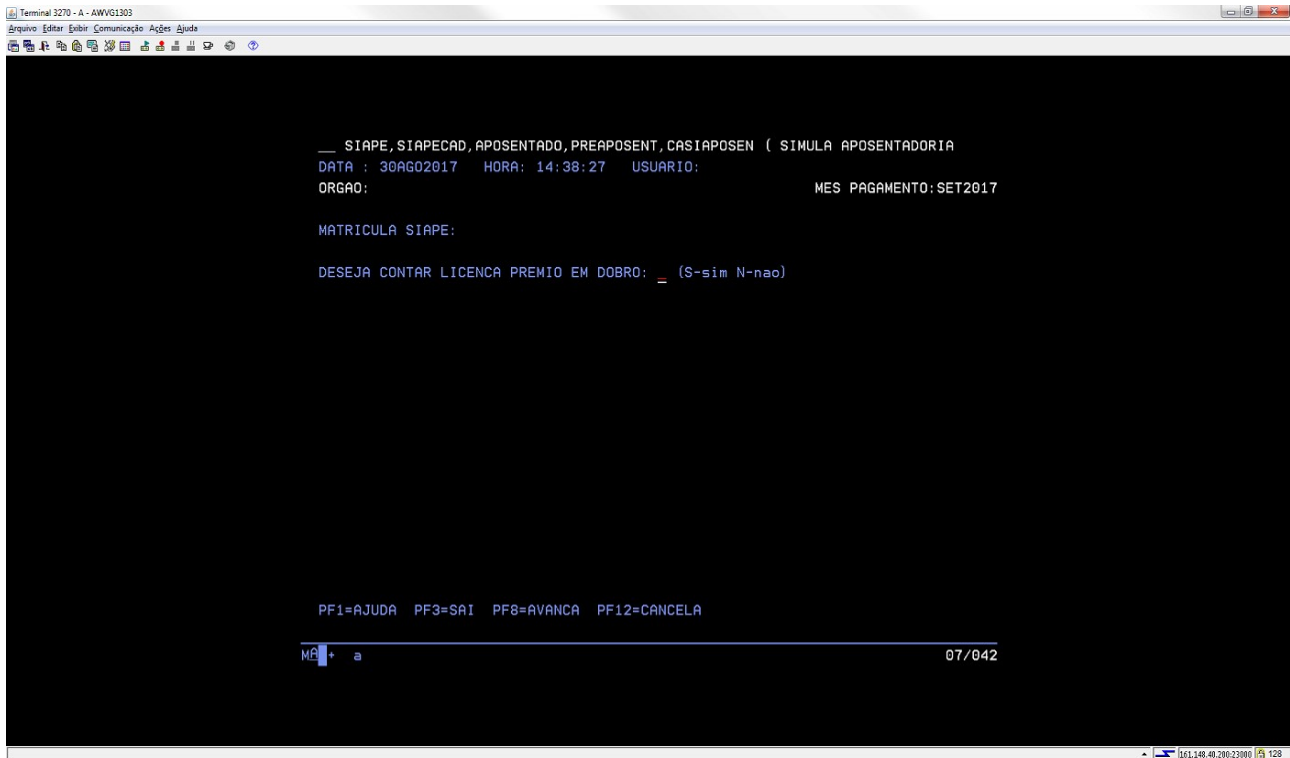 Terminal 3270 - A - AWVG1303
Arquivo Editar Exibir Comunicação Ações Ajuda
__ SIAPE,SIAPECAD,APOSENTADO,PREAPOSENT,CASIAPOSEN ( SIMULA APOSENTADORIA
DATA : 30AGO2017 HORA: 14:38:27 USUARIO:
ORGAO: MES PAGAMENTO:SET2017
MATRICULA SIAPE:
DESEJA CONTAR LICENCA PREMIO EM DOBRO: _ (S-sim N-nao)
PF1=AJUDA PF3=SAI PF8=AVANCA PF12=CANCELA
MA + a 07/042
161.148.40.200:23000 128